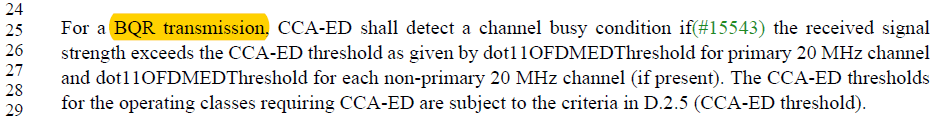 24
25 For a BQR transmission, CCA-ED shall detect a channel busy condition if(#15543) the received signal
26 strength exceeds the CCA-ED threshold as given by dot11OFDMEDThreshold for primary 20 MHz channel
27 and dot11OFDMEDThreshold for each non-primary 20 MHz channel (if present). The CCA-ED thresholds
28 for the operating classes requiring CCA-ED are subject to the criteria in D.2.5 (CCA-ED threshold).
29